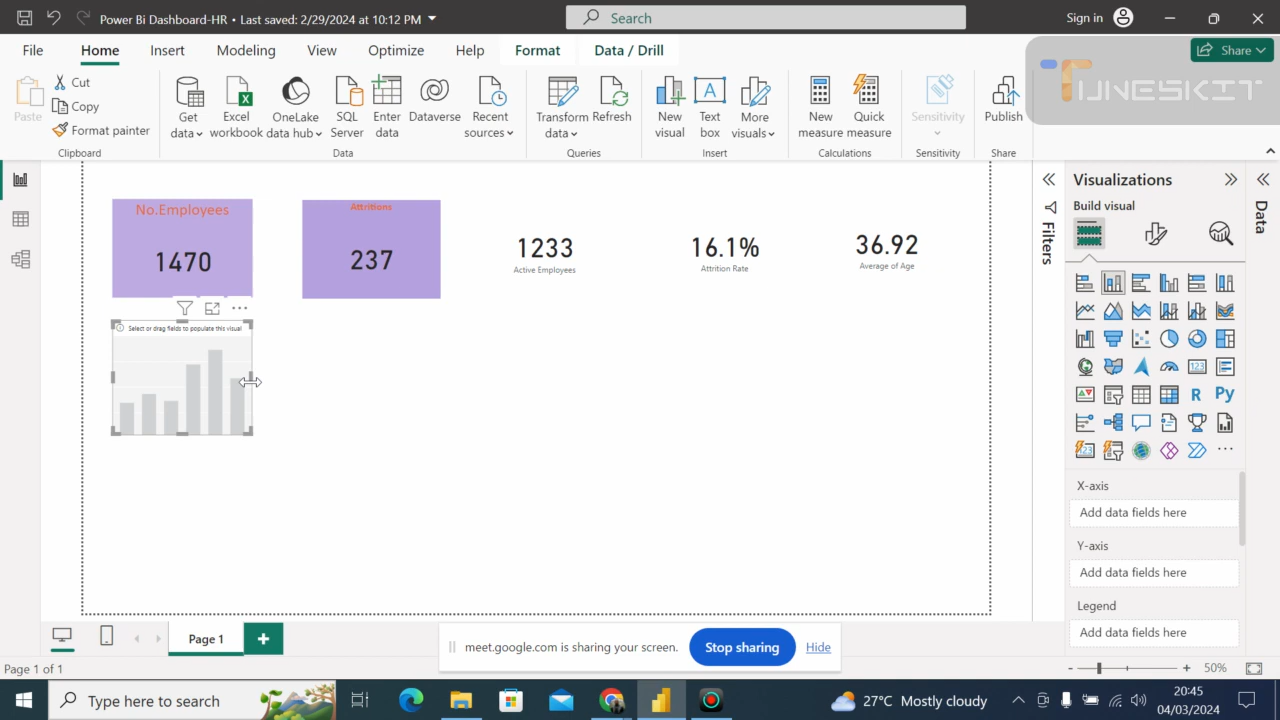 Power Bi Dashboard-HR • Last saved: 2/29/2024 at 10:12 PM
Search
Sign in
File
Home
Insert
Modeling
View
Optimize
Help
Format
Data / Drill
Share
TUNESKIT
Paste
Cut
Copy
Format painter
Clipboard
Get data
Excel workbook
OneLake data hub
SQL Server
Enter data
Dataverse
Recent sources
Data
Transform data
Refresh
Queries
New visual
Text box
More visuals
Insert
New measure
Quick measure
Calculations
Sensitivity
Sensitivity
Publish
Share
No.Employees
1470
Attritions
237
1233
Active Employees
16.1%
Attrition Rate
36.92
Average of Age
Select or drag fields to populate this visual
Filters
Visualizations
Build visual
123
R
Py
123
X-axis
Add data fields here
Y-axis
Add data fields here
Legend
Add data fields here
Data
Page 1
meet.google.com is sharing your screen.
Stop sharing
Hide
Page 1 of 1
- + 50%
Type here to search
27°C Mostly cloudy
20:45
04/03/2024